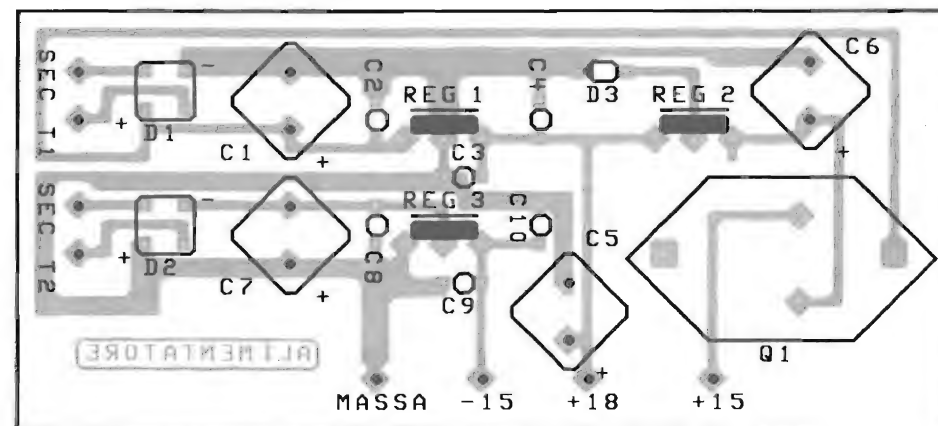 C6
SEC T1
-
C2
C4
D3
REG 1
REG 2
+
D1
C1
+
C3
+
SEC T2
-
REG 3
C10
+
D2
C7
+
C8
C9
C5
+
Q1
ALIMENTATORE
MASSA
-15
+18
+15